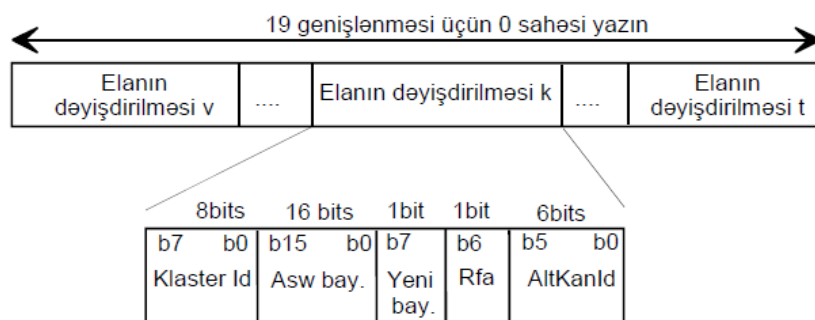 19 genişlənməsi üçün 0 sahəsi yazın
Elanın dəyişdirilməsi v
....
Elanın dəyişdirilməsi k
....
Elanın dəyişdirilməsi t
8bits 16 bits 1bit 1bit 6bits
b7 b0 b15 b0 b7 b6 b5 b0
Klaster Id Asw bay. Yeni bay. Rfa AltKanId